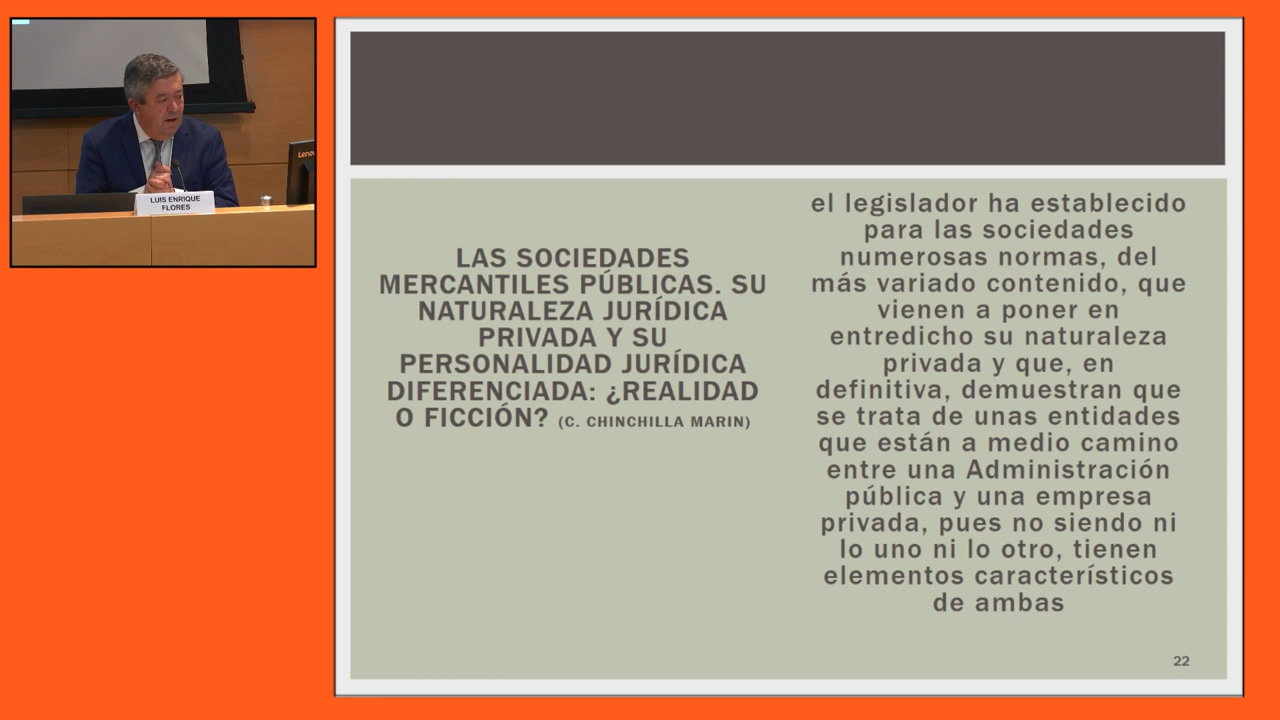 Lenovo
LUIS ENRIQUE
FLORES
LAS SOCIEDADES
MERCANTILES PÚBLICAS. SU
NATURALEZA JURÍDICA
PRIVADA Y SU
PERSONALIDAD JURÍDICA
DIFERENCIADA: ¿REALIDAD
O FICCIÓN? (C. CHINCHILLA MARIN)
el legislador ha establecido
para las sociedades
numerosas normas, del
más variado contenido, que
vienen a poner en
entredicho su naturaleza
privada y que, en
definitiva, demuestran que
se trata de unas entidades
que están a medio camino
entre una Administración
pública y una empresa
privada, pues no siendo ni
lo uno ni lo otro, tienen
elementos característicos
de ambas
22